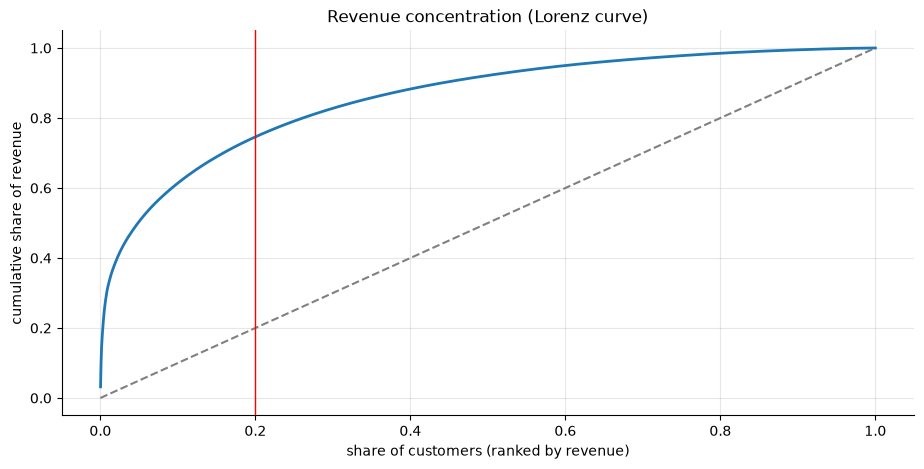 Revenue concentration (Lorenz curve)
cumulative share of revenue
1.0
0.8
0.6
0.4
0.2
0.0
0.0 0.2 0.4 0.6 0.8 1.0
share of customers (ranked by revenue)